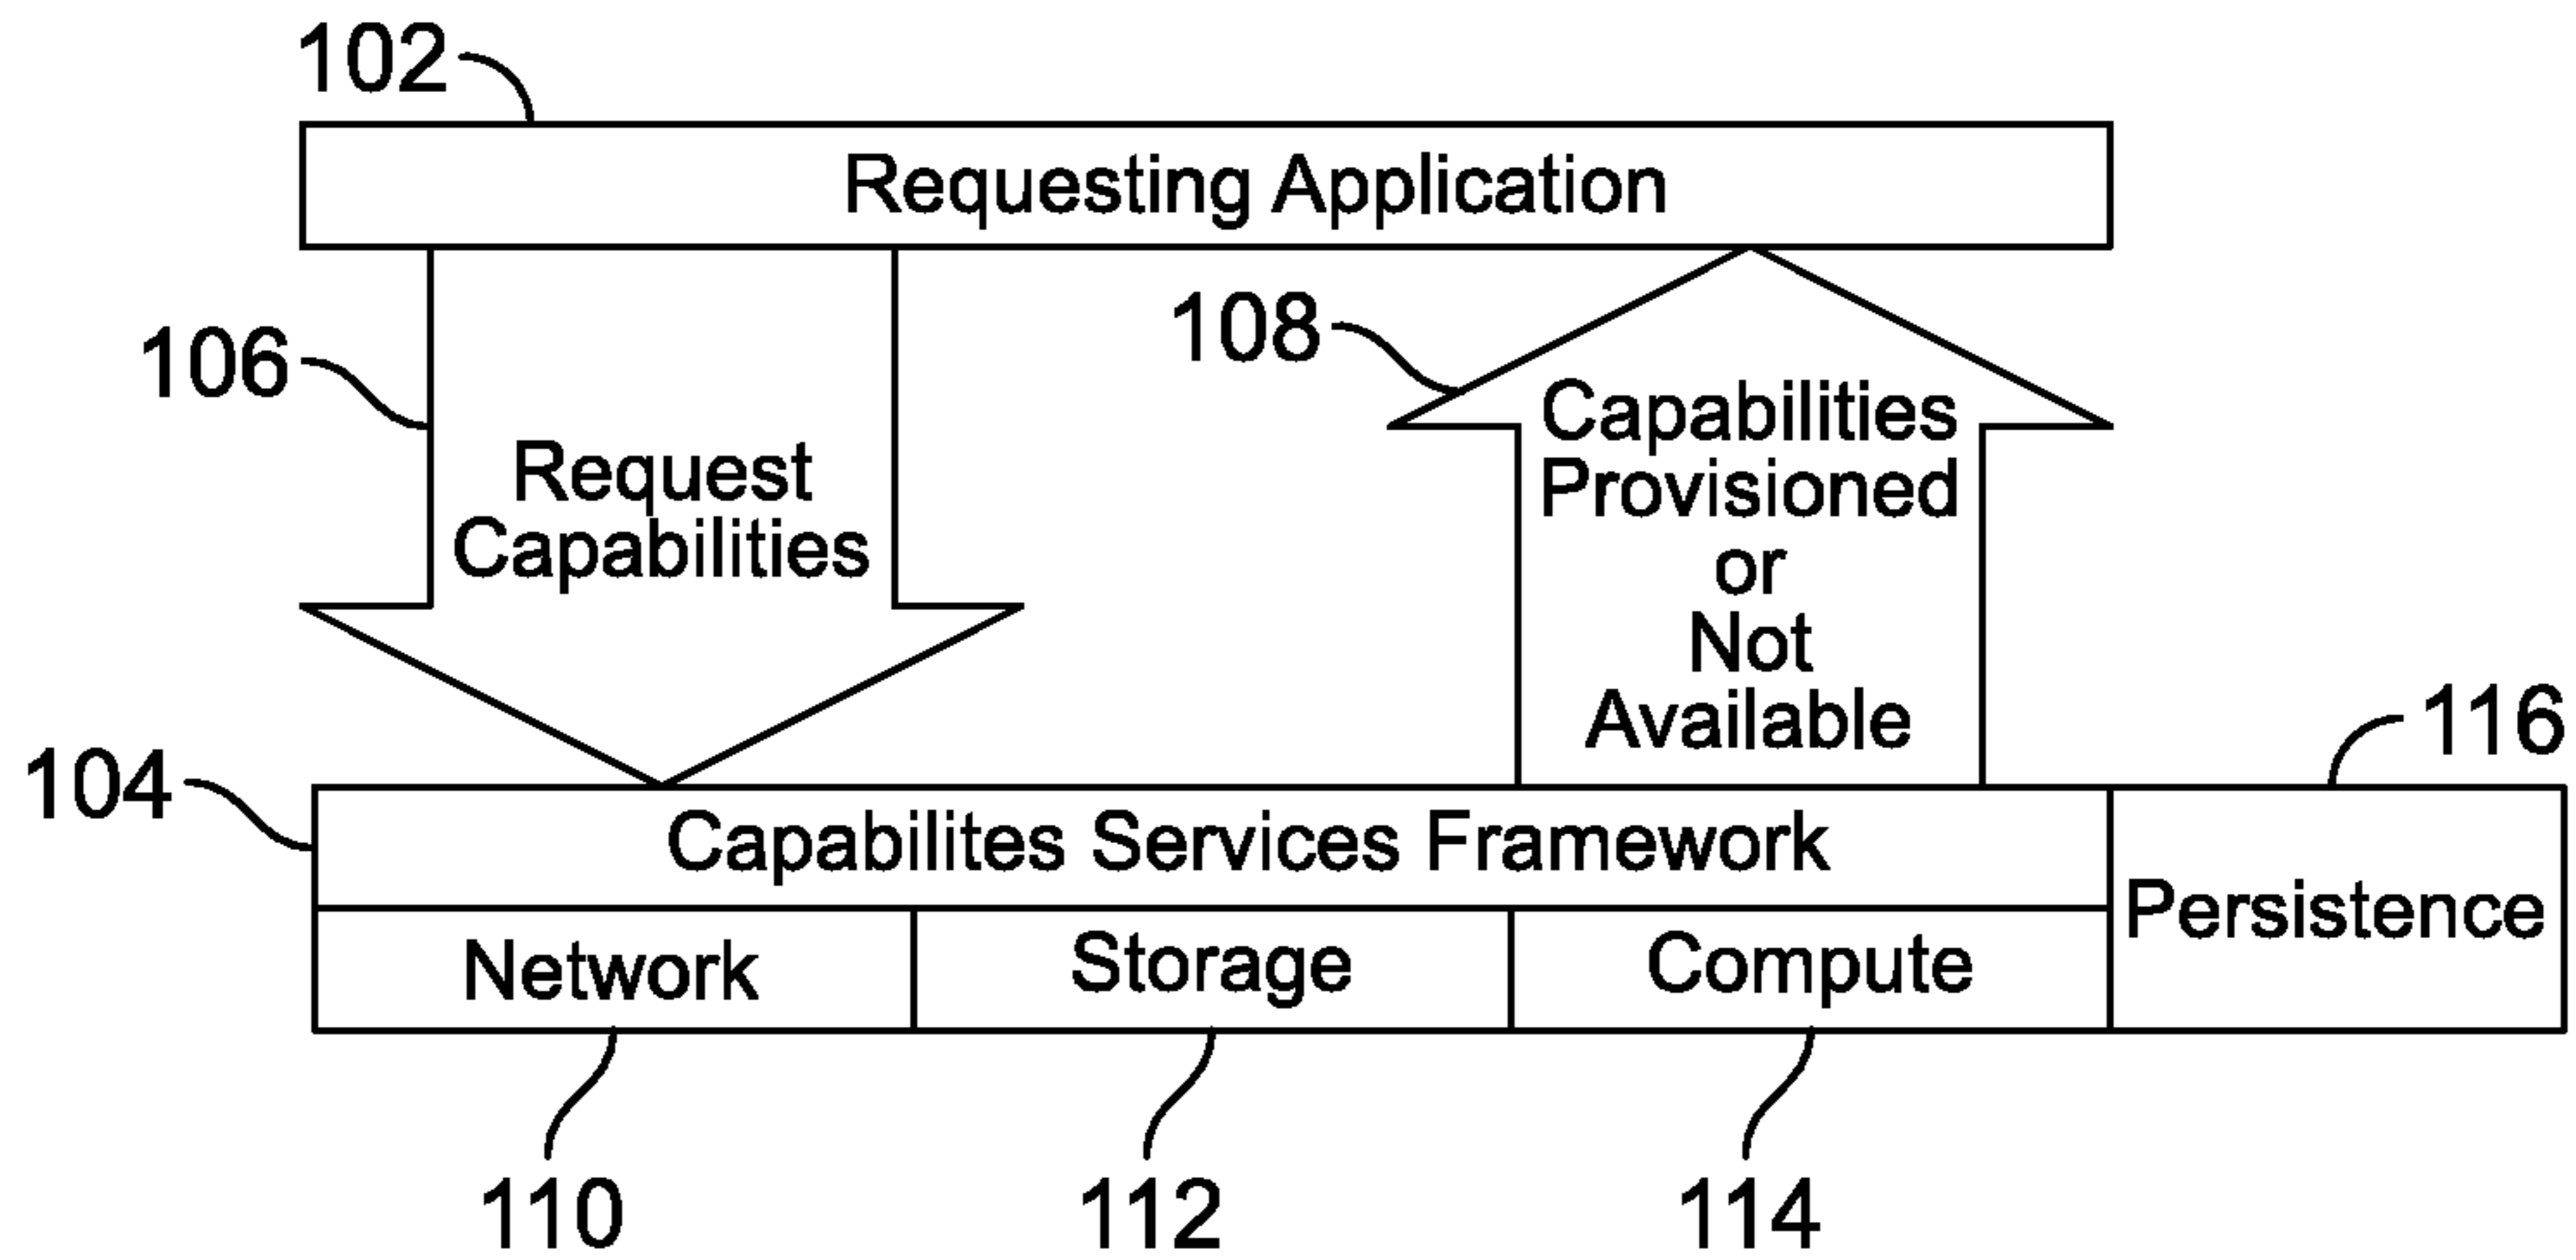 102
Requesting Application
106
Request
Capabilities
108
Capabilities
Provisioned
or
Not
Available
104
Capabilites Services Framework
116
Persistence
Network
Storage
Compute
110
112
114